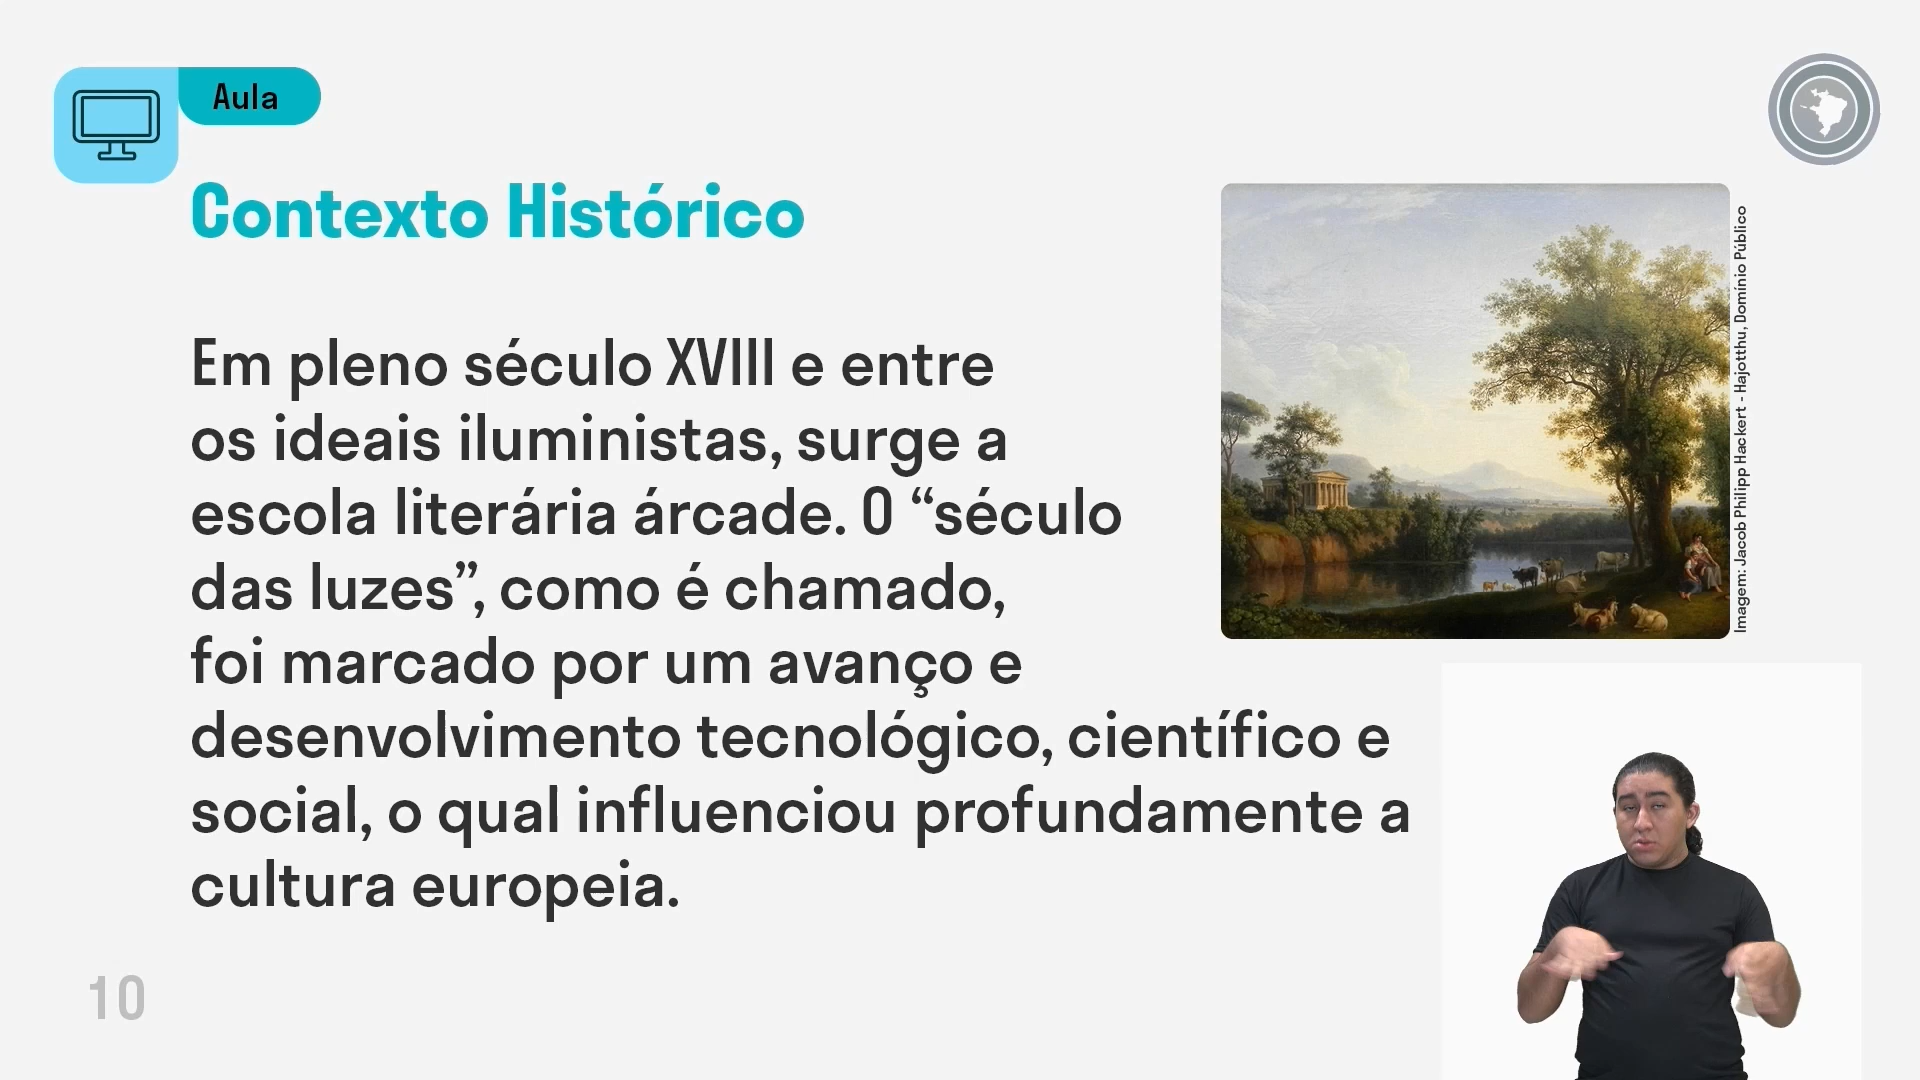 Aula
Contexto Histórico
Em pleno século XVIII e entre
os ideais iluministas, surge a
escola literária árcade. O “século
das luzes”, como é chamado,
foi marcado por um avanço e
desenvolvimento tecnológico, científico e
social, o qual influenciou profundamente a
cultura europeia.
Imagem: Jacob Philipp Hackert - Hajotthu, Domínio Público
10